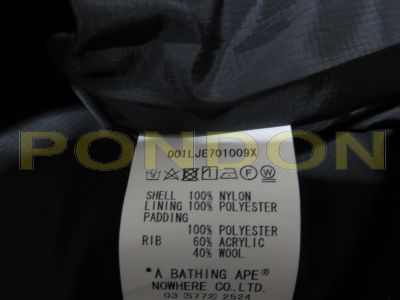 001LJE701009X
PONDON
SHELL 100% NYLON
LINING 100% POLYESTER
PADDING
100% POLYESTER
RIB 60% ACRYLIC
40% WOOL
*A BATHING APE®
NOWHERE CO.,LTD.
03 (5772) 2524